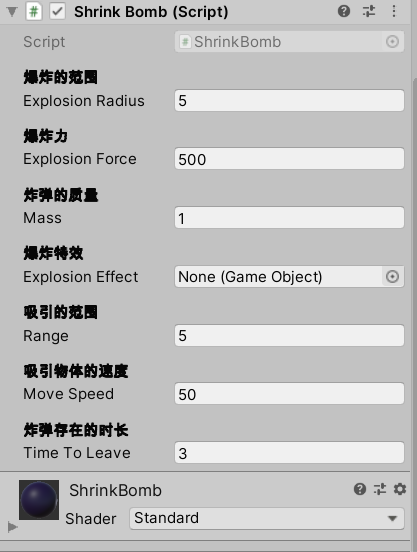 Shrink Bomb (Script)
Script ShrinkBomb
爆炸的范围
Explosion Radius 5
爆炸力
Explosion Force 500
炸弹的质量
Mass 1
爆炸特效
Explosion Effect None (Game Object)
吸引的范围
Range 5
吸引物体的速度
Move Speed 50
炸弹存在的时长
Time To Leave 3
ShrinkBomb
Shader Standard